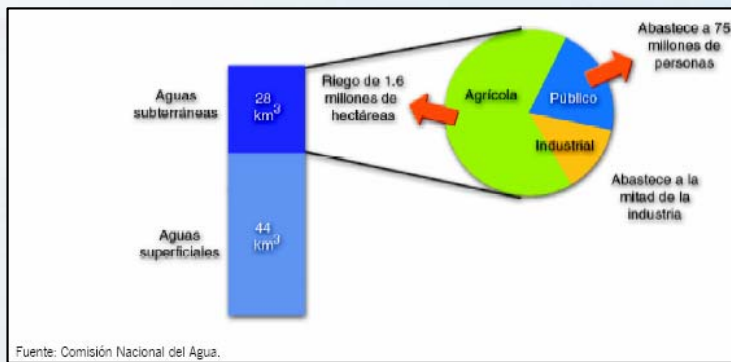 Aguas
subterráneas
28
km³
Aguas
superficiales
44
km³
Riego de 1.6
millones de
hectáreas
Agrícola
Público
Industrial
Abastece a 75
millones de
personas
Abastece a la
mitad de la
industria
Fuente: Comisión Nacional del Agua.